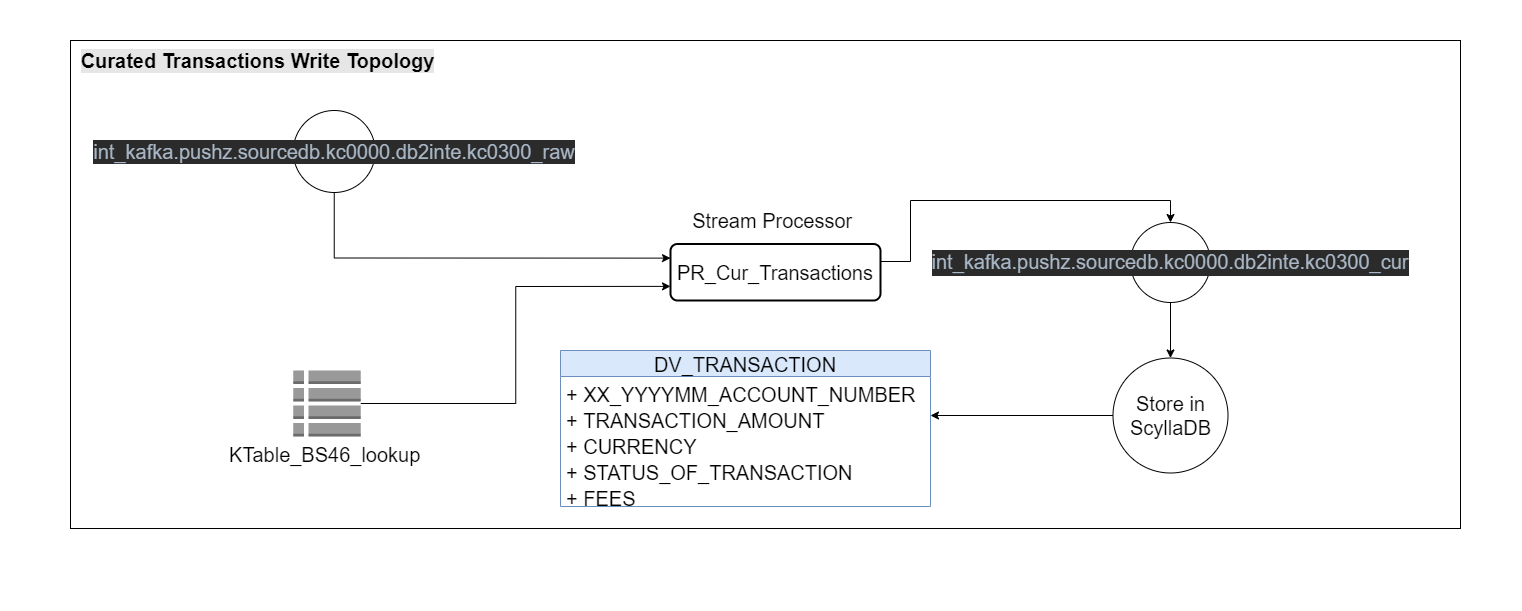 Curated Transactions Write Topology
int_kafka.pushz.sourcedb.kc0000.db2inte.kc0300_raw
Stream Processor
PR_Cur_Transactions
int_kafka.pushz.sourcedb.kc0000.db2inte.kc0300_cur
KTable_BS46_lookup
DV_TRANSACTION
+ XX_YYYYMM_ACCOUNT_NUMBER
+ TRANSACTION_AMOUNT
+ CURRENCY
+ STATUS_OF_TRANSACTION
+ FEES
Store in
ScyllaDB